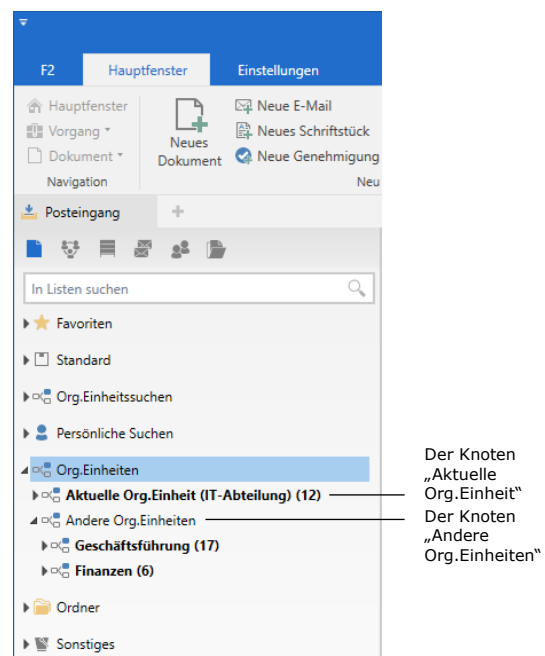 F2 Hauptfenster Einstellungen
Hauptfenster
Vorgang
Dokument
Navigation
Neues
Dokument
Neue E-Mail
Neues Schriftstück
Neue Genehmigung
Neu
Posteingang +
In Listen suchen
Favoriten
Standard
Org.Einheitssuchen
Persönliche Suchen
Org.Einheiten
Aktuelle Org.Einheit (IT-Abteilung) (12)
Andere Org.Einheiten
Geschäftsführung (17)
Finanzen (6)
Ordner
Sonstiges
Der Knoten
„Aktuelle
Org.Einheit“
Der Knoten
„Andere
Org.Einheiten“